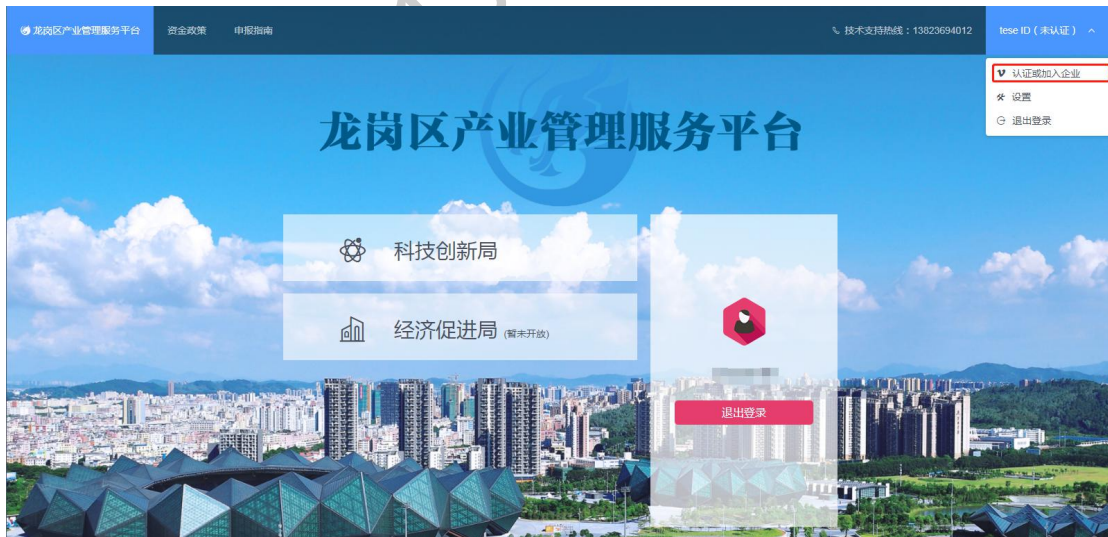 龙岗区产业管理服务平台 资金政策 申报指南 技术支持热线：13823694012 tese ID（未认证）
认证或加入企业
设置
退出登录
龙岗区产业管理服务平台
科技创新局
经济促进局 (暂未开放)
退出登录